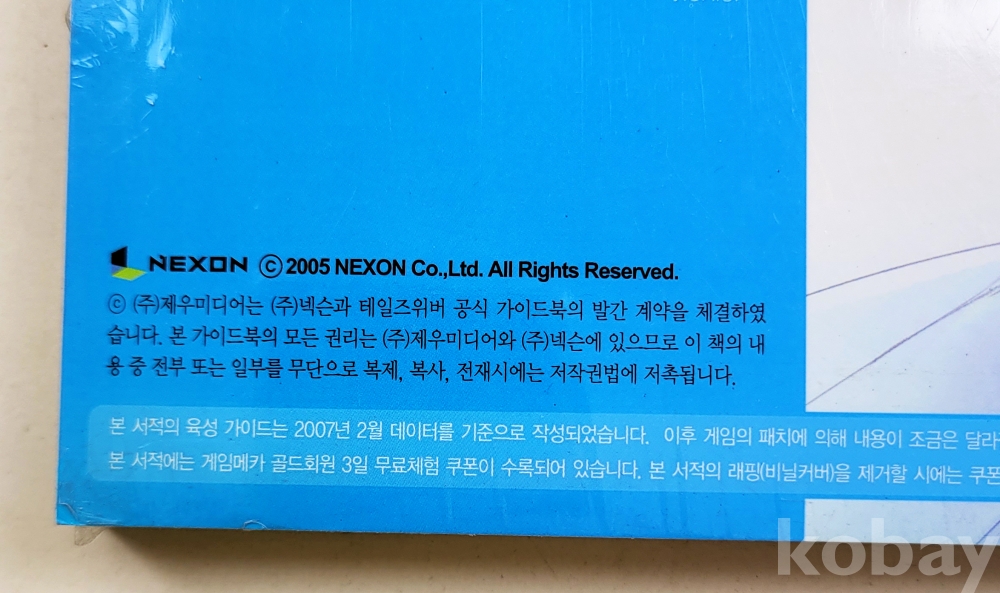 NEXON ⓒ 2005 NEXON Co.,Ltd. All Rights Reserved.
ⓒ (주)제우미디어는 (주)넥슨과 테일즈위버 공식 가이드북의 발간 계약을 체결하였
습니다. 본 가이드북의 모든 권리는 (주)제우미디어와 (주)넥슨에 있으므로 이 책의 내
용 중 전부 또는 일부를 무단으로 복제, 복사, 전재시에는 저작권법에 저촉됩니다.
본 서적의 육성 가이드는 2007년 2월 데이터를 기준으로 작성되었습니다. 이후 게임의 패치에 의해 내용이 조금은 달라
본 서적에는 게임메카 골드회원 3일 무료체험 쿠폰이 수록되어 있습니다. 본 서적의 래핑(비닐커버)을 제거할 시에는 쿠폰
kobay